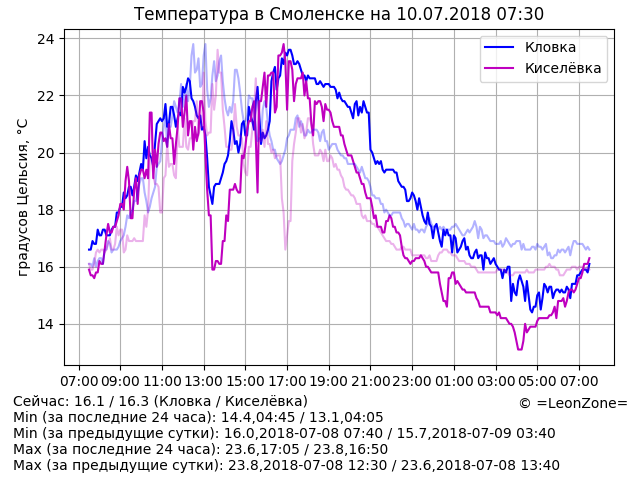 Температура в Смоленске на 10.07.2018 07:30
градусов Цельсия, °C
24
22
20
18
16
14
Кловка
Киселёвка
07:00 09:00 11:00 13:00 15:00 17:00 19:00 21:00 23:00 01:00 03:00 05:00 07:00
Сейчас: 16.1 / 16.3 (Кловка / Киселёвка)
© =LeonZone=
Min (за последние 24 часа): 14.4,04:45 / 13.1,04:05
Min (за предыдущие сутки): 16.0,2018-07-08 07:40 / 15.7,2018-07-09 03:40
Max (за последние 24 часа): 23.6,17:05 / 23.8,16:50
Max (за предыдущие сутки): 23.8,2018-07-08 12:30 / 23.6,2018-07-08 13:40